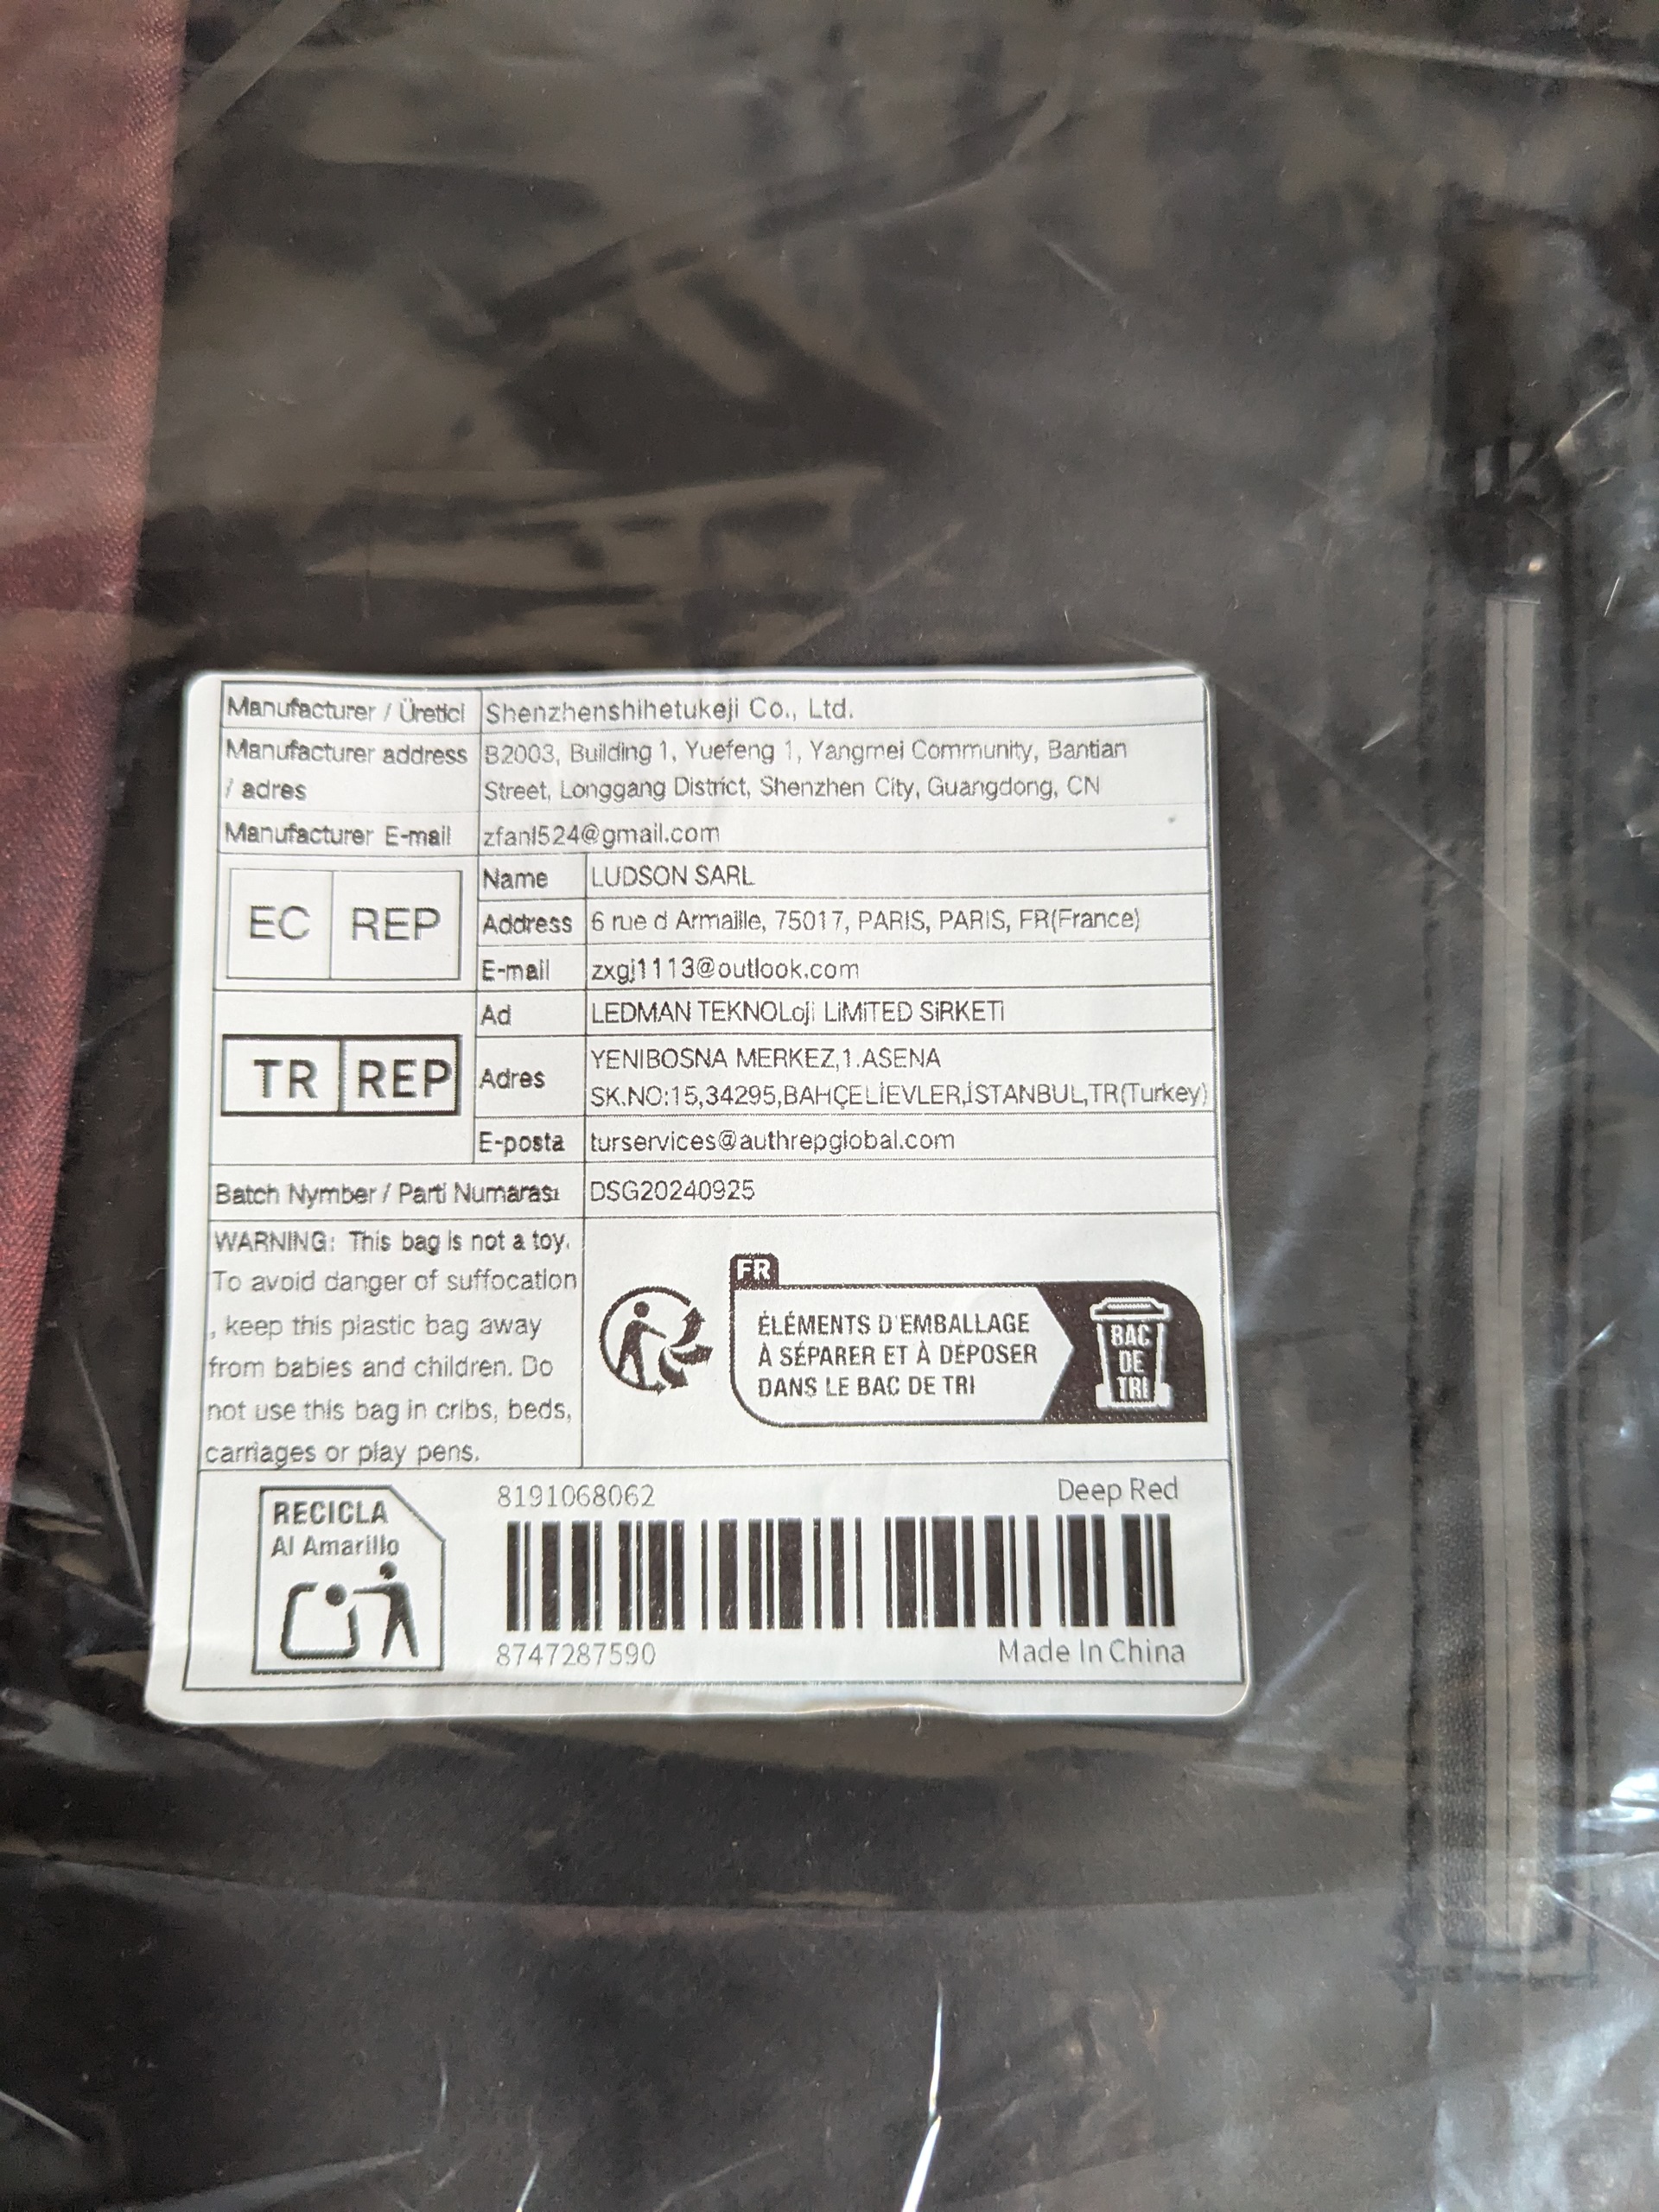 Manufacturer / Üretici Shenzhenshihetukeji Co., Ltd.
Manufacturer address / adres B2003, Building 1, Yuefeng 1, Yangmei Community, Bantian
Street, Longgang District, Shenzhen City, Guangdong, CN
Manufacturer E-mail zfanl524@gmail.com
EC REP
Name LUDSON SARL
Address 6 rue d Armaille, 75017, PARIS, PARIS, FR(France)
E-mail zxgj1113@outlook.com
TR REP
Ad LEDMAN TEKNOLoji LiMiTED SiRKETi
Adres YENIBOSNA MERKEZ,1.ASENA
SK.NO:15,34295,BAHÇELİEVLER,İSTANBUL,TR(Turkey)
E-posta turservices@authrepglobal.com
Batch Nymber / Parti Numarası DSG20240925
WARNING: This bag is not a toy.
To avoid danger of suffocation
, keep this plastic bag away
from babies and children. Do
not use this bag in cribs, beds,
carriages or play pens.
FR
ÉLÉMENTS D'EMBALLAGE
À SÉPARER ET À DÉPOSER
DANS LE BAC DE TRI
BAC
DE
TRI
RECICLA
Al Amarillo
8191068062 Deep Red
8747287590 Made In China